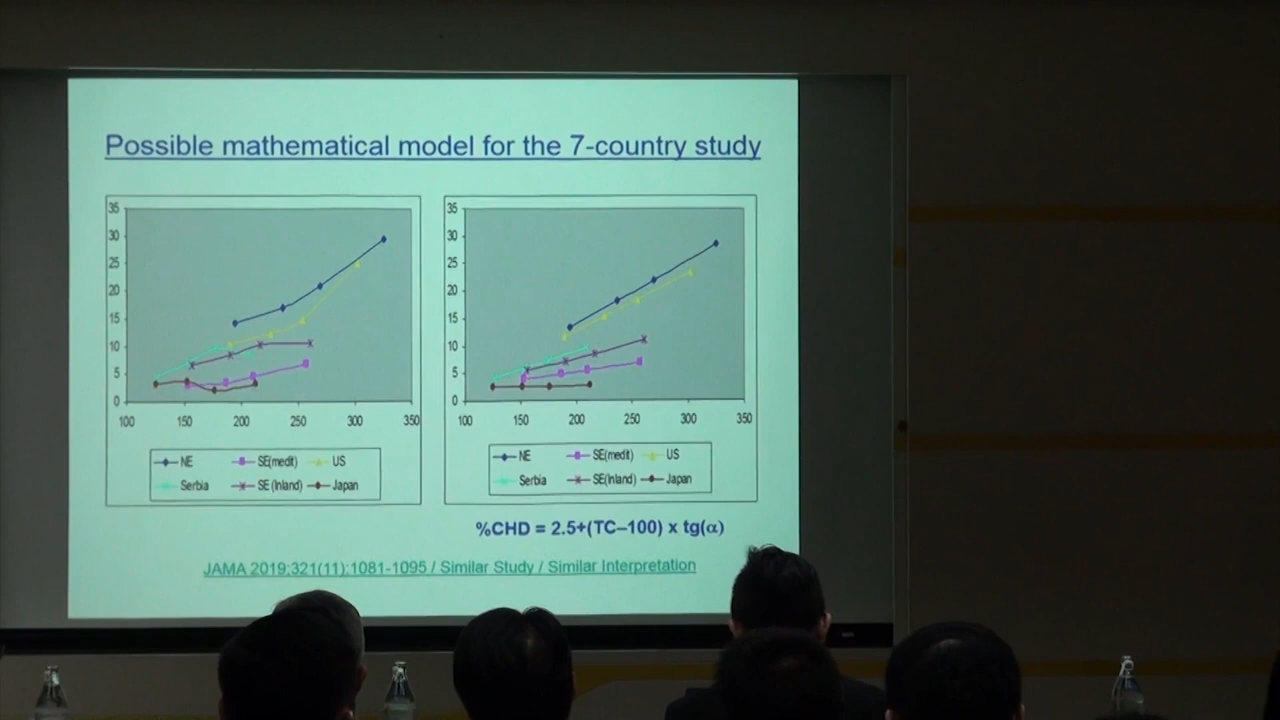 Possible mathematical model for the 7-country study
35
30
25
20
15
10
5
0
100 150 200 250 300 350
NE SE(medit) US
Serbia SE (Inland) Japan
35
30
25
20
15
10
5
0
100 150 200 250 300 350
NE SE(medit) US
Serbia SE(Inland) Japan
%CHD = 2.5+(TC–100) x tg(α)
JAMA 2019;321(11):1081-1095 / Similar Study / Similar Interpretation